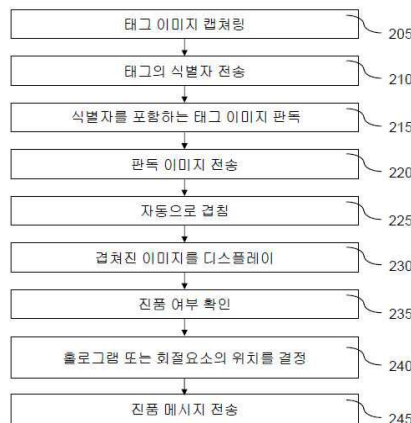 태그 이미지 캡쳐링
205
태그의 식별자 전송
210
식별자를 포함하는 태그 이미지 판독
215
판독 이미지 전송
220
자동으로 겹침
225
겹쳐진 이미지를 디스플레이
230
진품 여부 확인
235
홀로그램 또는 회절요소의 위치를 결정
240
진품 메시지 전송
245